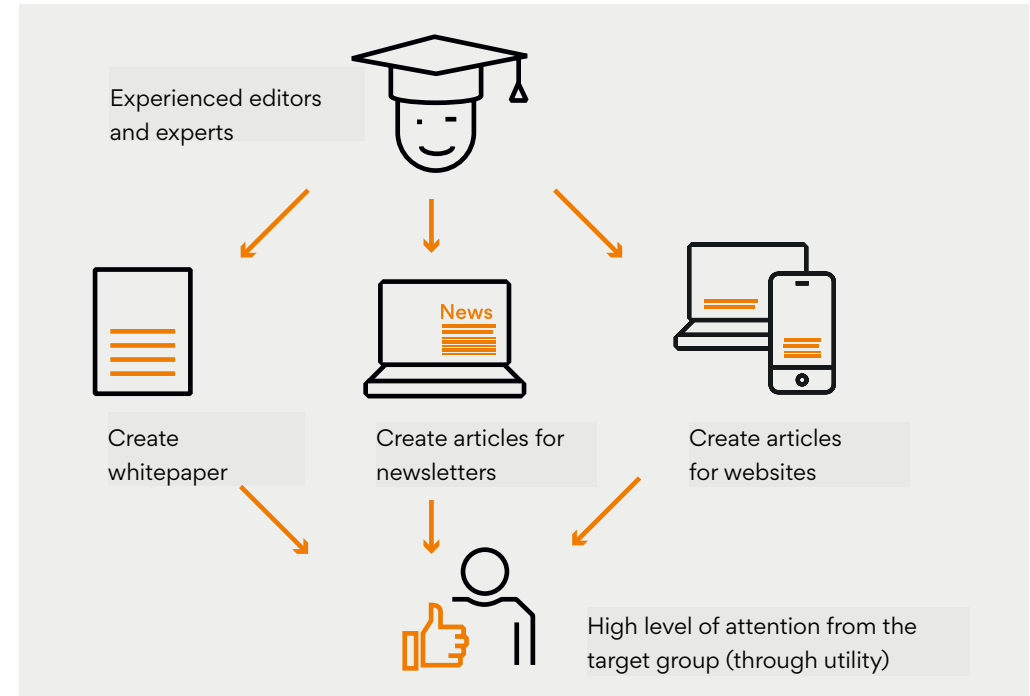 Experienced editors
and experts
News
Create
whitepaper
Create articles for
newsletters
Create articles
for websites
High level of attention from the
target group (through utility)